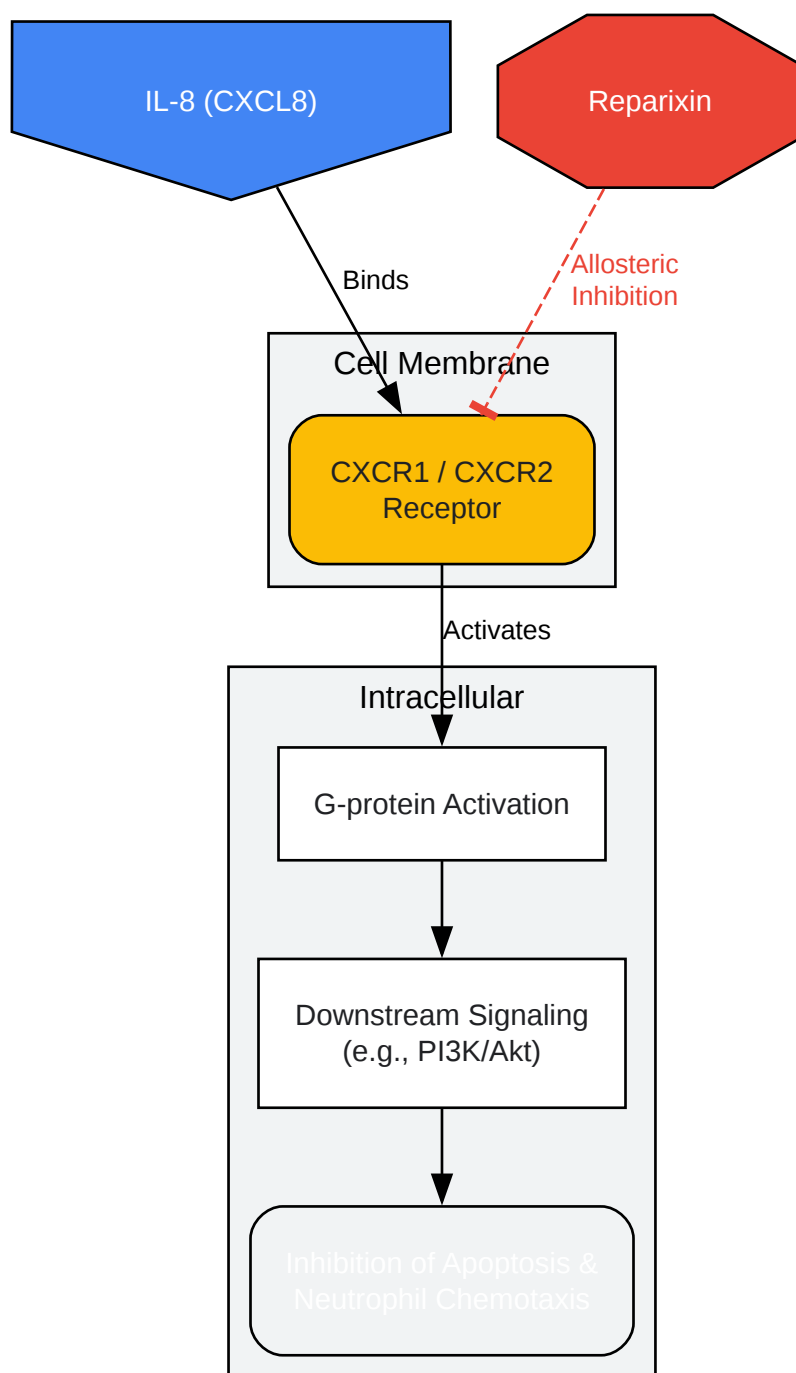 IL-8 (CXCL8)
Reparixin
Binds
Allosteric
Inhibition
Cell Membrane
CXCR1 / CXCR2
Receptor
Activates
Intracellular
G-protein Activation
Downstream Signaling
(e.g., PI3K/Akt)
Inhibition of Apoptosis &
Neutrophil Chemotaxis